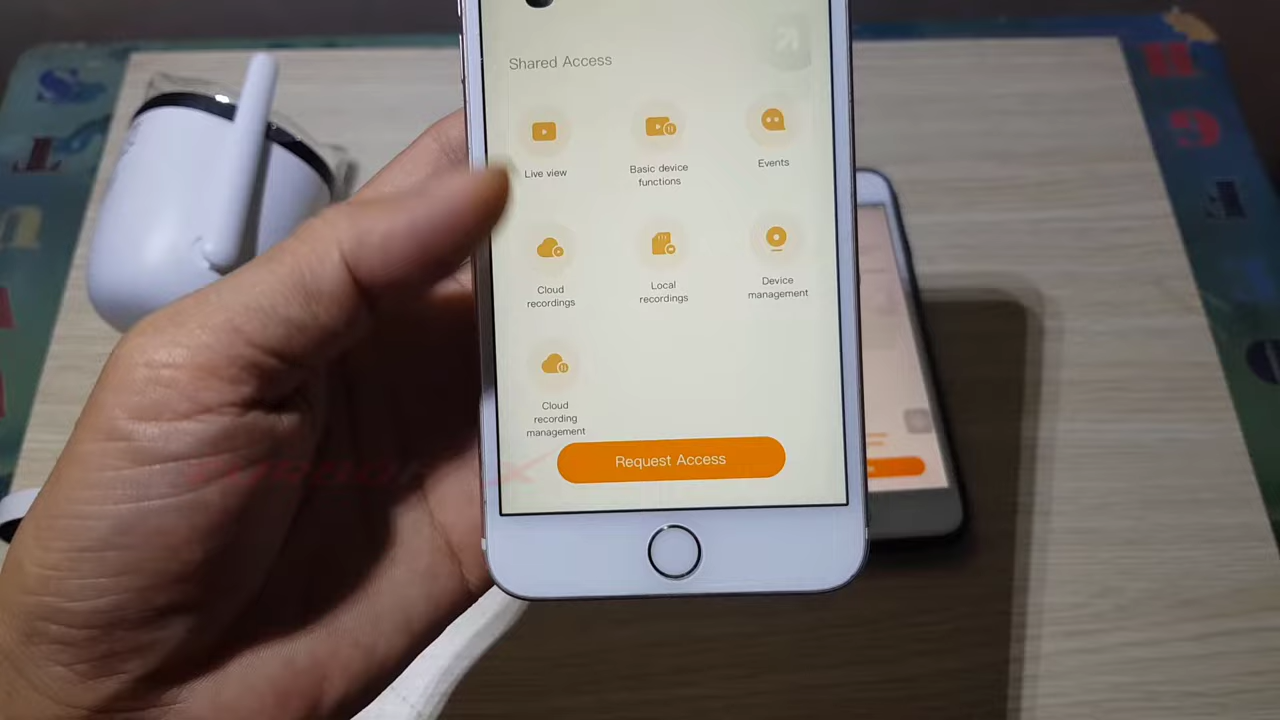 Shared Access
Live view
Basic device
functions
Events
Cloud
recordings
Local
recordings
Device
management
Cloud
recording
management
Request Access